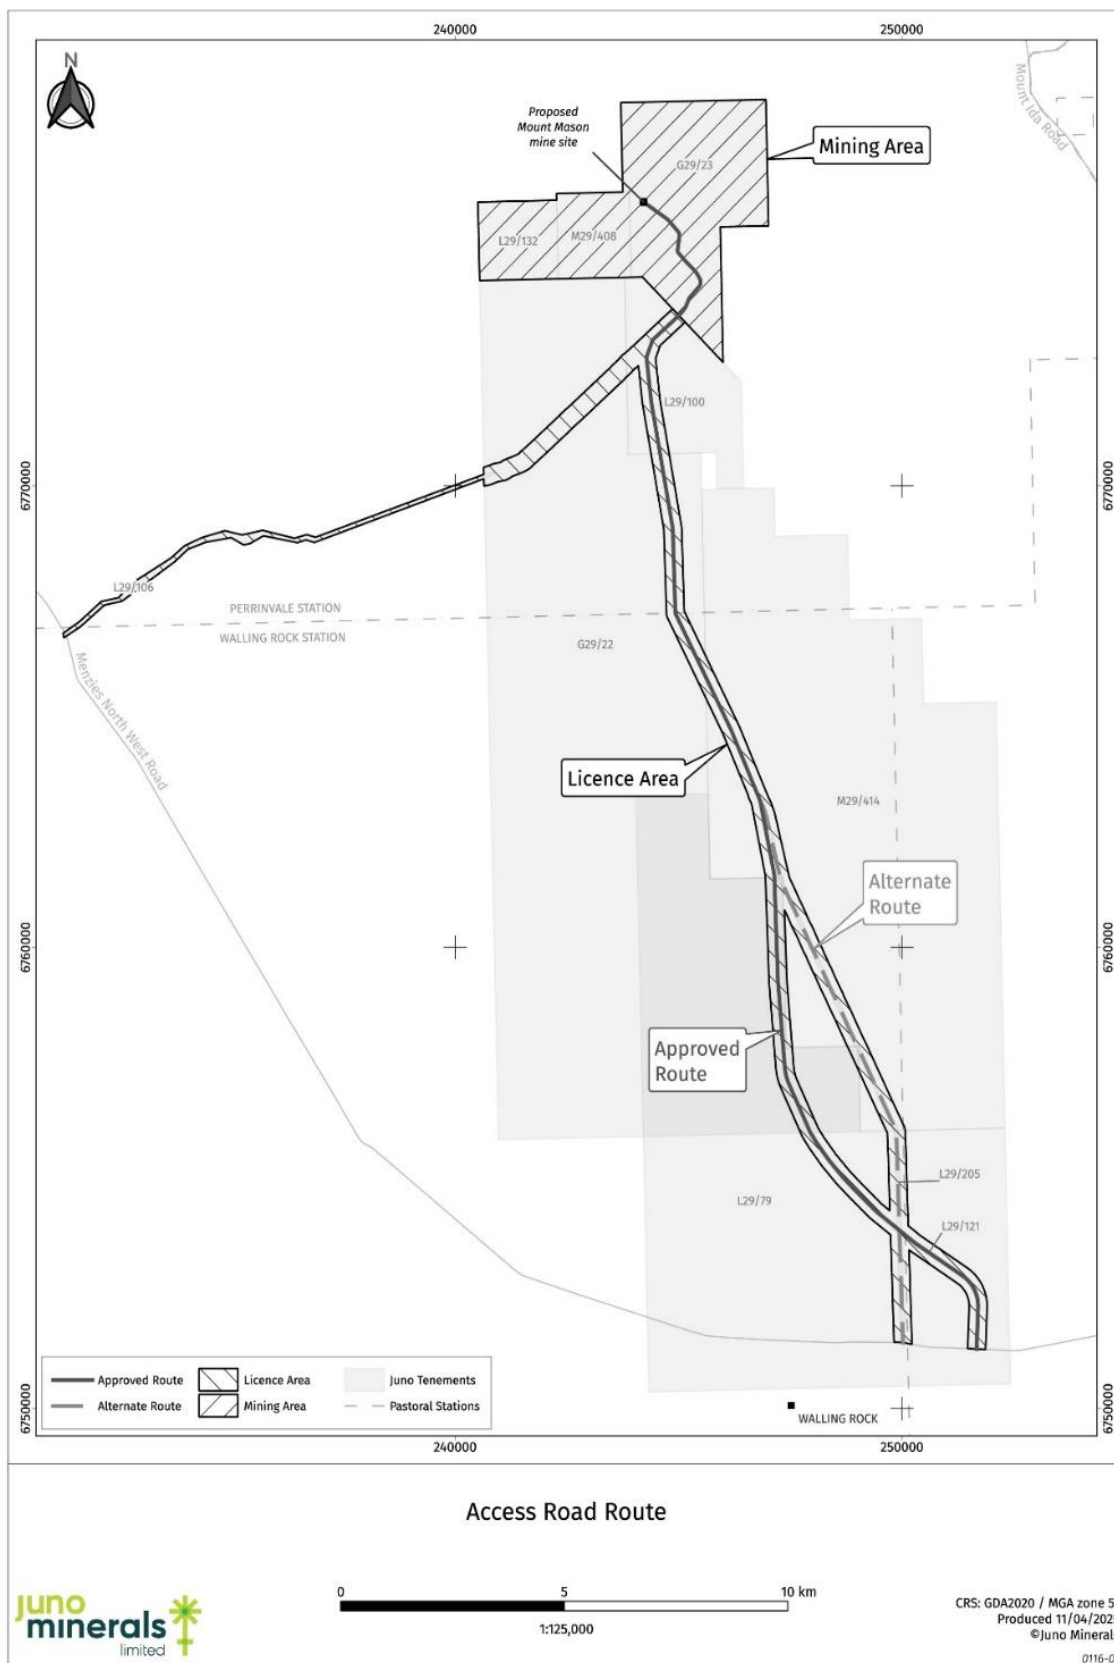 240000
250000
N
Mount Ida Road
Proposed
Mount Mason
mine site
Mining Area
G29/23
L29/132
M29/408
L29/100
6770000
6770000
L29/106
PERRINVALE STATION
WALLING ROCK STATION
G29/22
Menzies North West Road
Licence Area
M29/414
Alternate
Route
6760000
6760000
Approved
Route
L29/205
L29/79
L29/121
Approved Route
Licence Area
Juno Tenements
Alternate Route
Mining Area
Pastoral Stations
WALLING ROCK
6750000
6750000
240000
250000
Access Road Route
juno
minerals
limited
0
5
10 km
1:125,000
CRS: GDA2020 / MGA zone 5
Produced 11/04/202
©Juno Mineral
0116-0